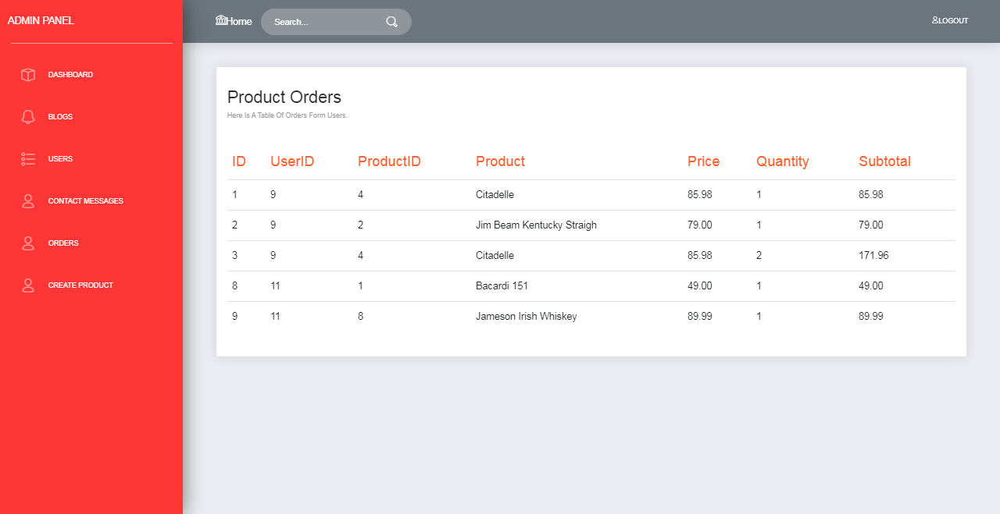 ADMIN PANEL
Home Search... LOGOUT
DASHBOARD
BLOGS
USERS
CONTACT MESSAGES
ORDERS
CREATE PRODUCT
Product Orders
Here Is A Table Of Orders Form Users.
ID UserID ProductID Product Price Quantity Subtotal
1 9 4 Citadelle 85.98 1 85.98
2 9 2 Jim Beam Kentucky Straigh 79.00 1 79.00
3 9 4 Citadelle 85.98 2 171.96
8 11 1 Bacardi 151 49.00 1 49.00
9 11 8 Jameson Irish Whiskey 89.99 1 89.99